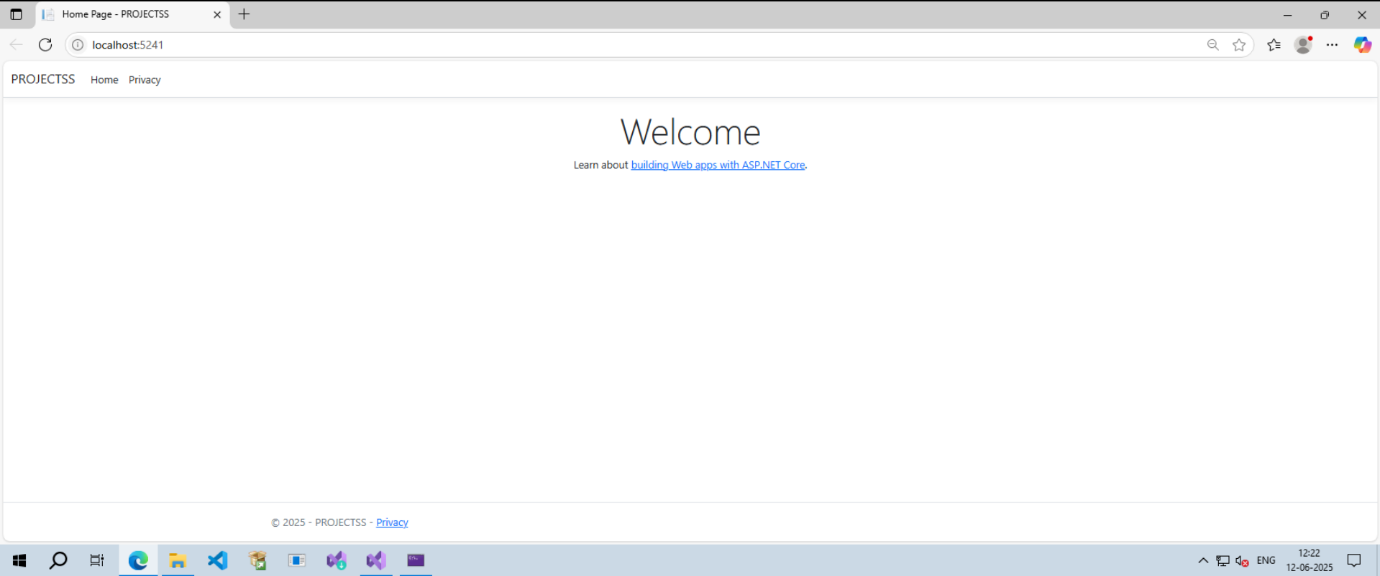 Home Page - PROJECTSS
localhost:5241
PROJECTSS Home Privacy
Welcome
Learn about building Web apps with ASP.NET Core.
© 2025 - PROJECTSS - Privacy
ENG
12:22
12-06-2025